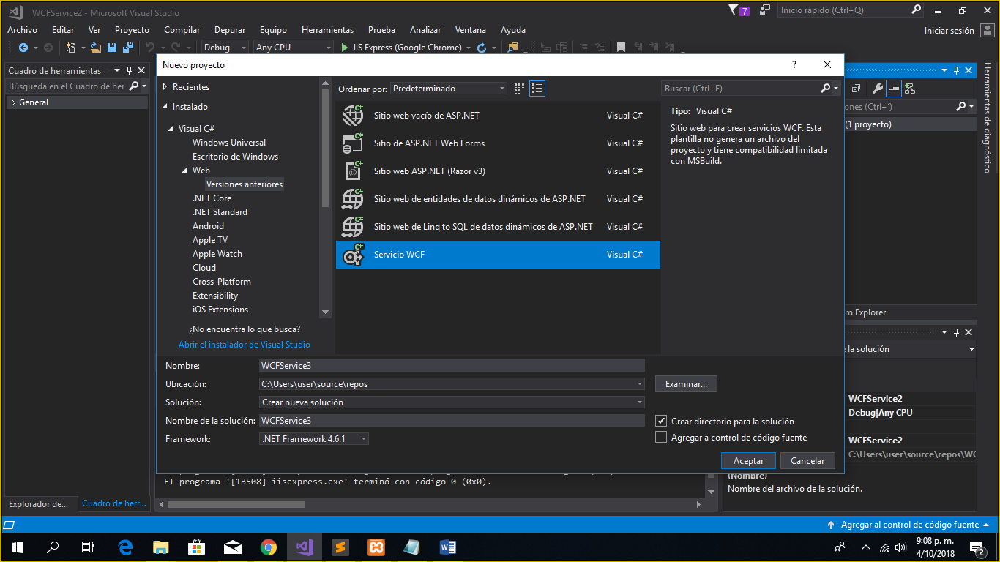 WCFService2 - Microsoft Visual Studio
7
Inicio rápido (Ctrl+Q)
Archivo Editar Ver Proyecto Compilar Depurar Equipo Herramientas Prueba Analizar Ventana Ayuda
Iniciar sesión
Debug Any CPU IIS Express (Google Chrome)
Cuadro de herramientas
Búsqueda en el Cuadro de her
General
Nuevo proyecto
?
Recientes
Instalado
Visual C#
Windows Universal
Escritorio de Windows
Web
Versiones anteriores
.NET Core
.NET Standard
Android
Apple TV
Apple Watch
Cloud
Cross-Platform
Extensibility
iOS Extensions
¿No encuentra lo que busca?
Abrir el instalador de Visual Studio
Ordenar por: Predeterminado
Sitio web vacío de ASP.NET Visual C#
Sitio de ASP.NET Web Forms Visual C#
Sitio web ASP.NET (Razor v3) Visual C#
Sitio web de entidades de datos dinámicos de ASP.NET Visual C#
Sitio web de Linq to SQL de datos dinámicos de ASP.NET Visual C#
Servicio WCF Visual C#
Buscar (Ctrl+E)
Tipo: Visual C#
Sitio web para crear servicios WCF. Esta
plantilla no genera un archivo del
proyecto y tiene compatibilidad limitada
con MSBuild.
Nombre: WCFService3
Ubicación: C:\Users\user\source\repos
Examinar...
Solución: Crear nueva solución
Nombre de la solución: WCFService3
Crear directorio para la solución
Framework: .NET Framework 4.6.1
Agregar a control de código fuente
Aceptar Cancelar
(Ctrl+´)
(1 proyecto)
Herramientas de diagnóstico
Explorer
la solución
WCFService2
Debug|Any CPU
WCFService2
C:\Users\user\source\repos\WC
(Nombre)
Nombre del archivo de la solución.
El programa '[13508] iisexpress.exe' terminó con código 0 (0x0).
Explorador de...
Cuadro de herr...
Agregar al control de código fuente
9:08 p. m.
4/10/2018
2